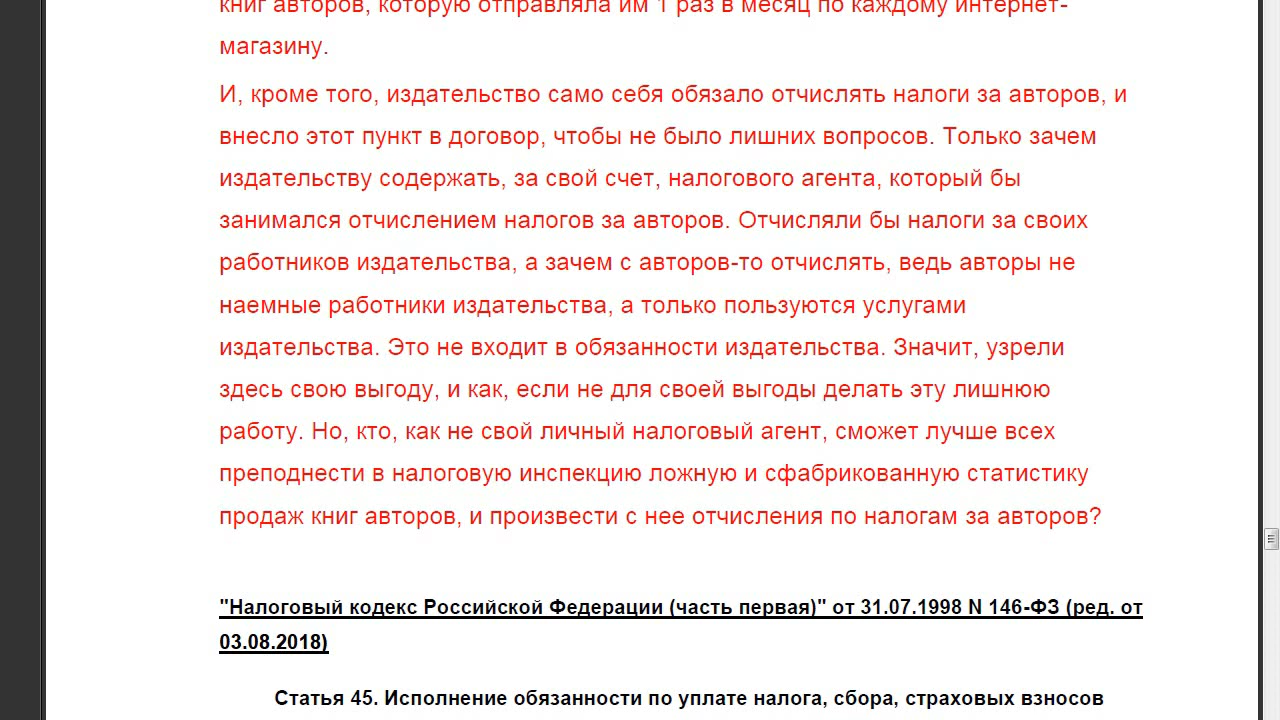 книг авторов, которую отправляла им 1 раз в месяц по каждому интернет-
магазину.
И, кроме того, издательство само себя обязало отчислять налоги за авторов, и
внесло этот пункт в договор, чтобы не было лишних вопросов. Только зачем
издательству содержать, за свой счет, налогового агента, который бы
занимался отчислением налогов за авторов. Отчисляли бы налоги за своих
работников издательства, а зачем с авторов-то отчислять, ведь авторы не
наемные работники издательства, а только пользуются услугами
издательства. Это не входит в обязанности издательства. Значит, узрели
здесь свою выгоду, и как, если не для своей выгоды делать эту лишнюю
работу. Но, кто, как не свой личный налоговый агент, сможет лучше всех
преподнести в налоговую инспекцию ложную и сфабрикованную статистику
продаж книг авторов, и произвести с нее отчисления по налогам за авторов?
"Налоговый кодекс Российской Федерации (часть первая)" от 31.07.1998 N 146-ФЗ (ред. от
03.08.2018)
Статья 45. Исполнение обязанности по уплате налога, сбора, страховых взносов